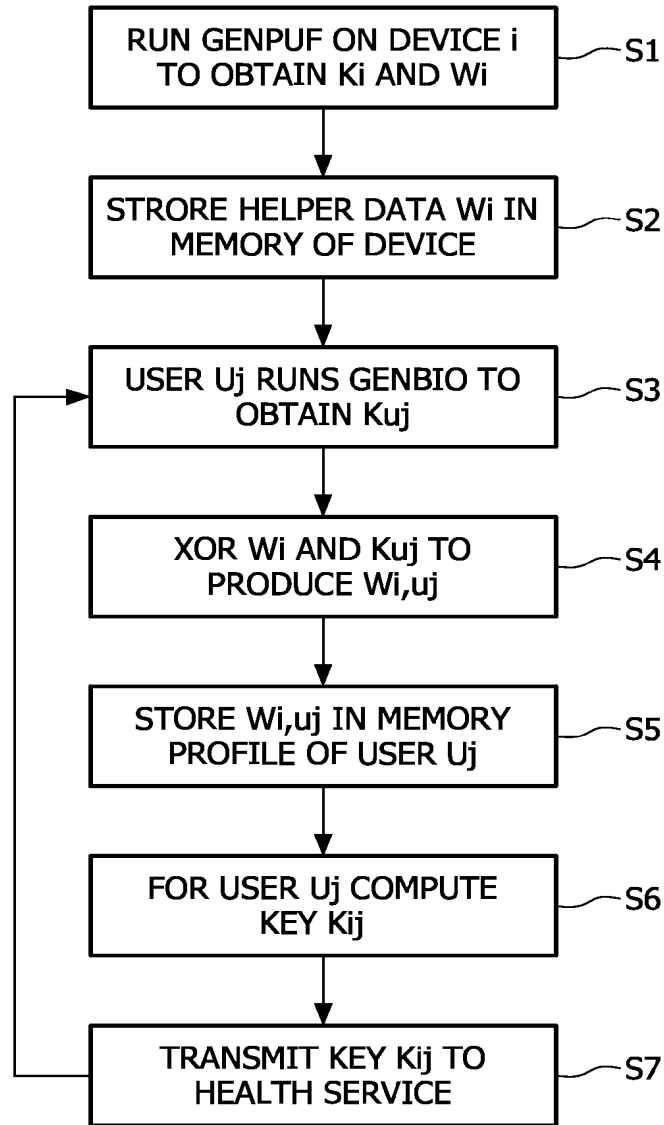 RUN GENPUF ON DEVICE i
TO OBTAIN Ki AND Wi
S1
STRORE HELPER DATA Wi IN
MEMORY OF DEVICE
S2
USER Uj RUNS GENBIO TO
OBTAIN Kuj
S3
XOR Wi AND Kuj TO
PRODUCE Wi,uj
S4
STORE Wi,uj IN MEMORY
PROFILE OF USER Uj
S5
FOR USER Uj COMPUTE
KEY Kij
S6
TRANSMIT KEY Kij TO
HEALTH SERVICE
S7